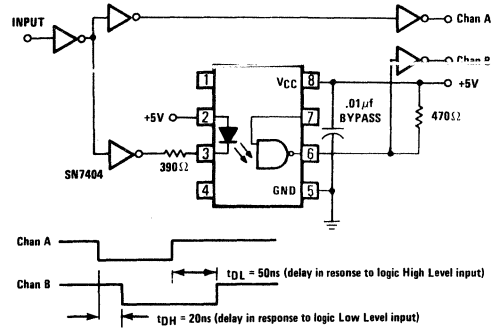 INPUT
Chan A
Chan B
+5V
1
VCC
8
+5V
2
7
.01μf
BYPASS
470Ω
3
6
SN7404
390Ω
4
GND
5
Chan A
tDL = 50ns (delay in resonse to logic High Level input)
Chan B
tDH = 20ns (delay in response to logic Low Level input)